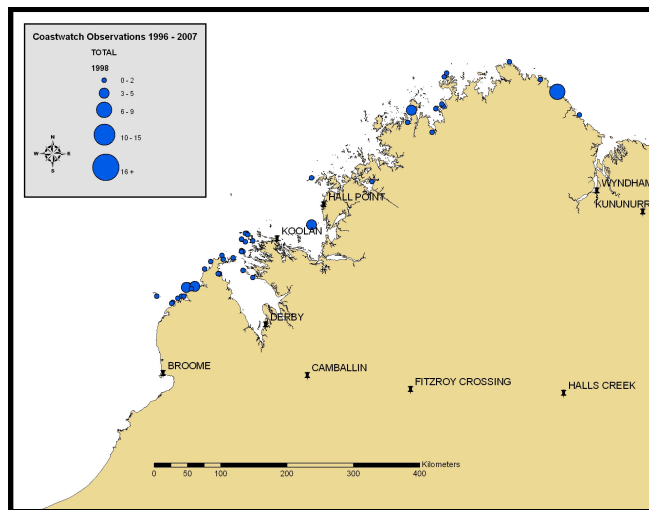 Coastwatch Observations 1996 - 2007
TOTAL
1998
0 - 2
3 - 5
6 - 9
10 - 15
16 +
N
W E
S
WYNDHAM
KUNUNURR
HALL POINT
KOOLAN
DERBY
BROOME
CAMBALLIN
FITZROY CROSSING
HALLS CREEK
Kilometers
0 50 100 200 300 400